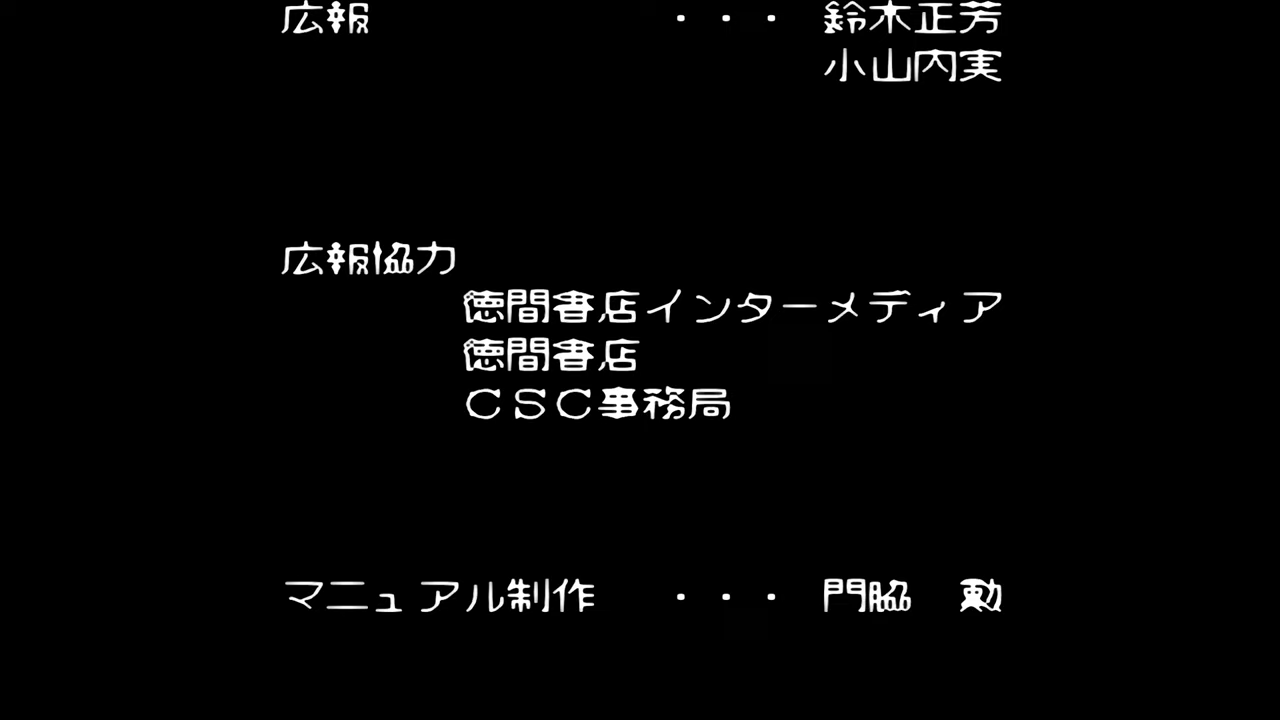 広報 ・・・ 鈴木正芳
小山内実
広報協力
徳間書店インターメディア
徳間書店
ＣＳＣ事務局
マニュアル制作 ・・・ 門脇　勲